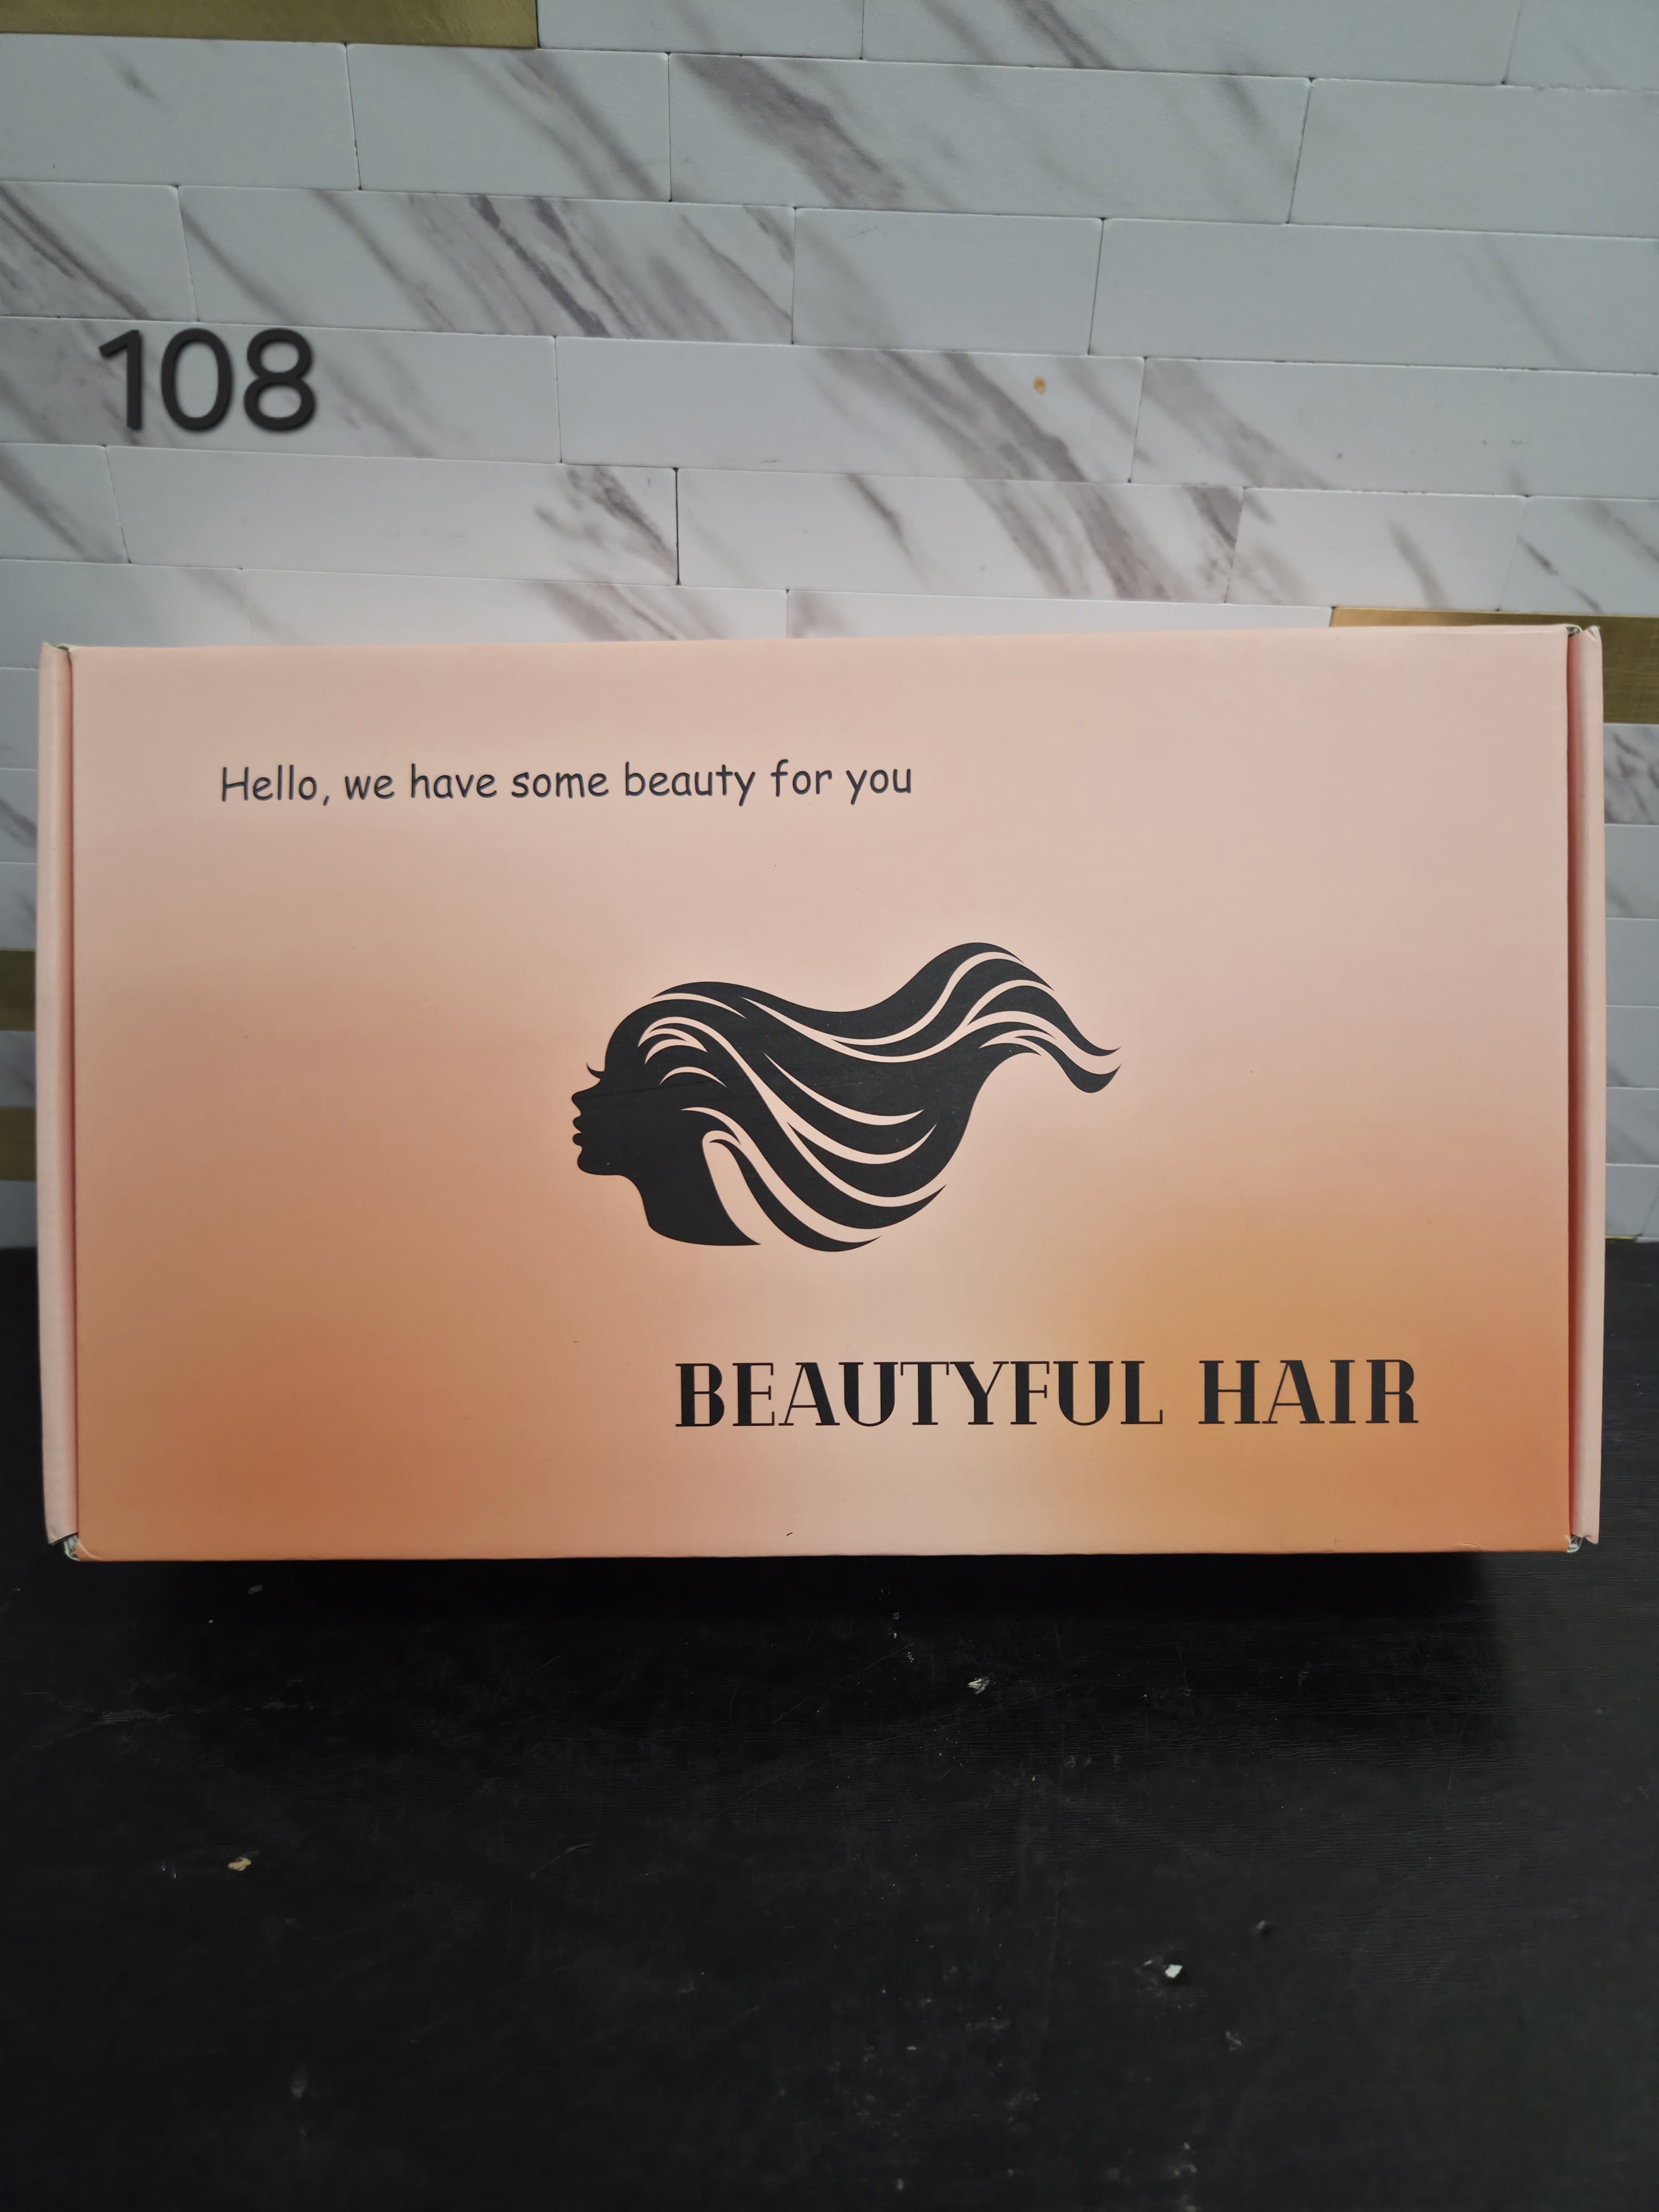 108
Hello, we have some beauty for you
BEAUTYFUL HAIR